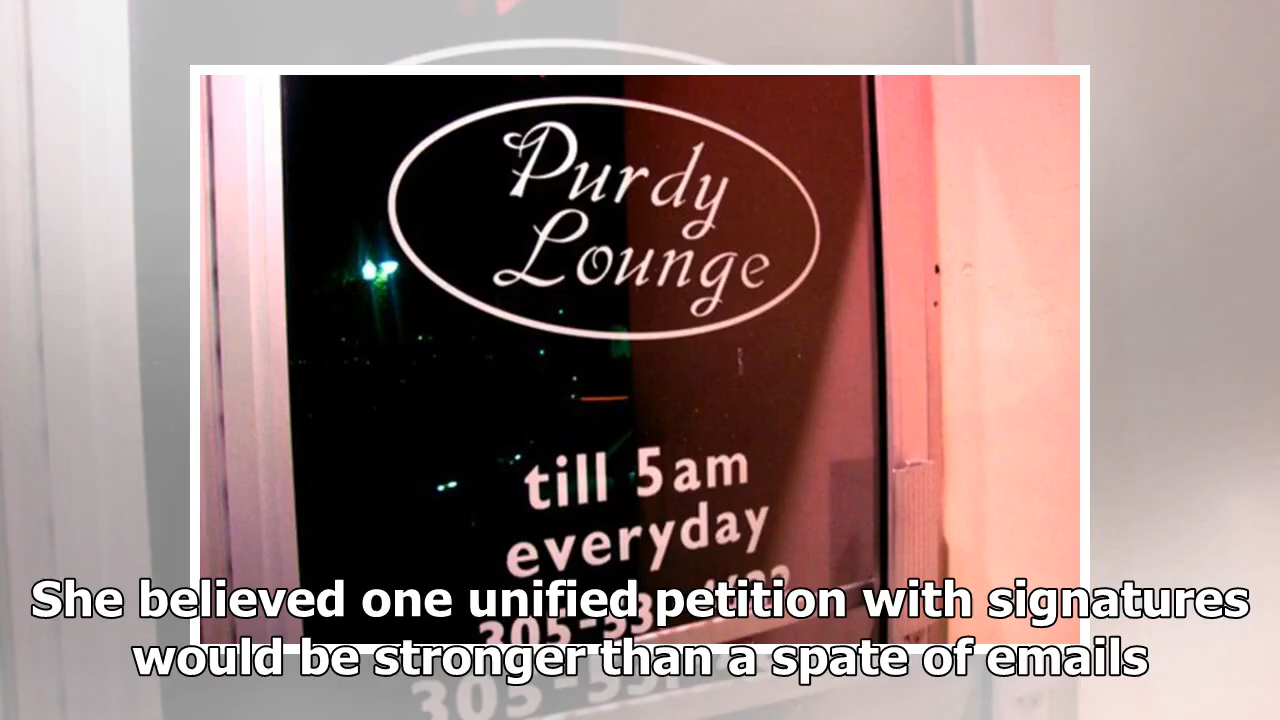 Purdy
Lounge
till 5am
everyday
She believed one unified petition with signatures
would be stronger than a spate of emails